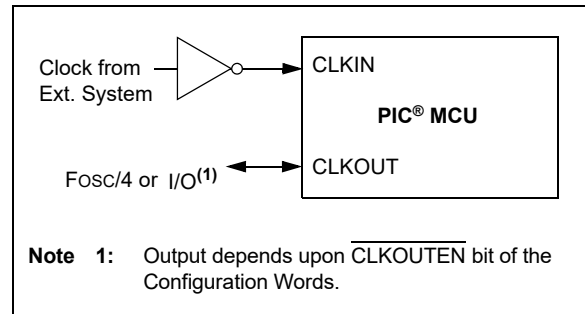 Clock from
Ext. System
CLKIN
PIC® MCU
FOSC/4 or I/O(1)
CLKOUT
Note 1: Output depends upon CLKOUTEN bit of the
Configuration Words.